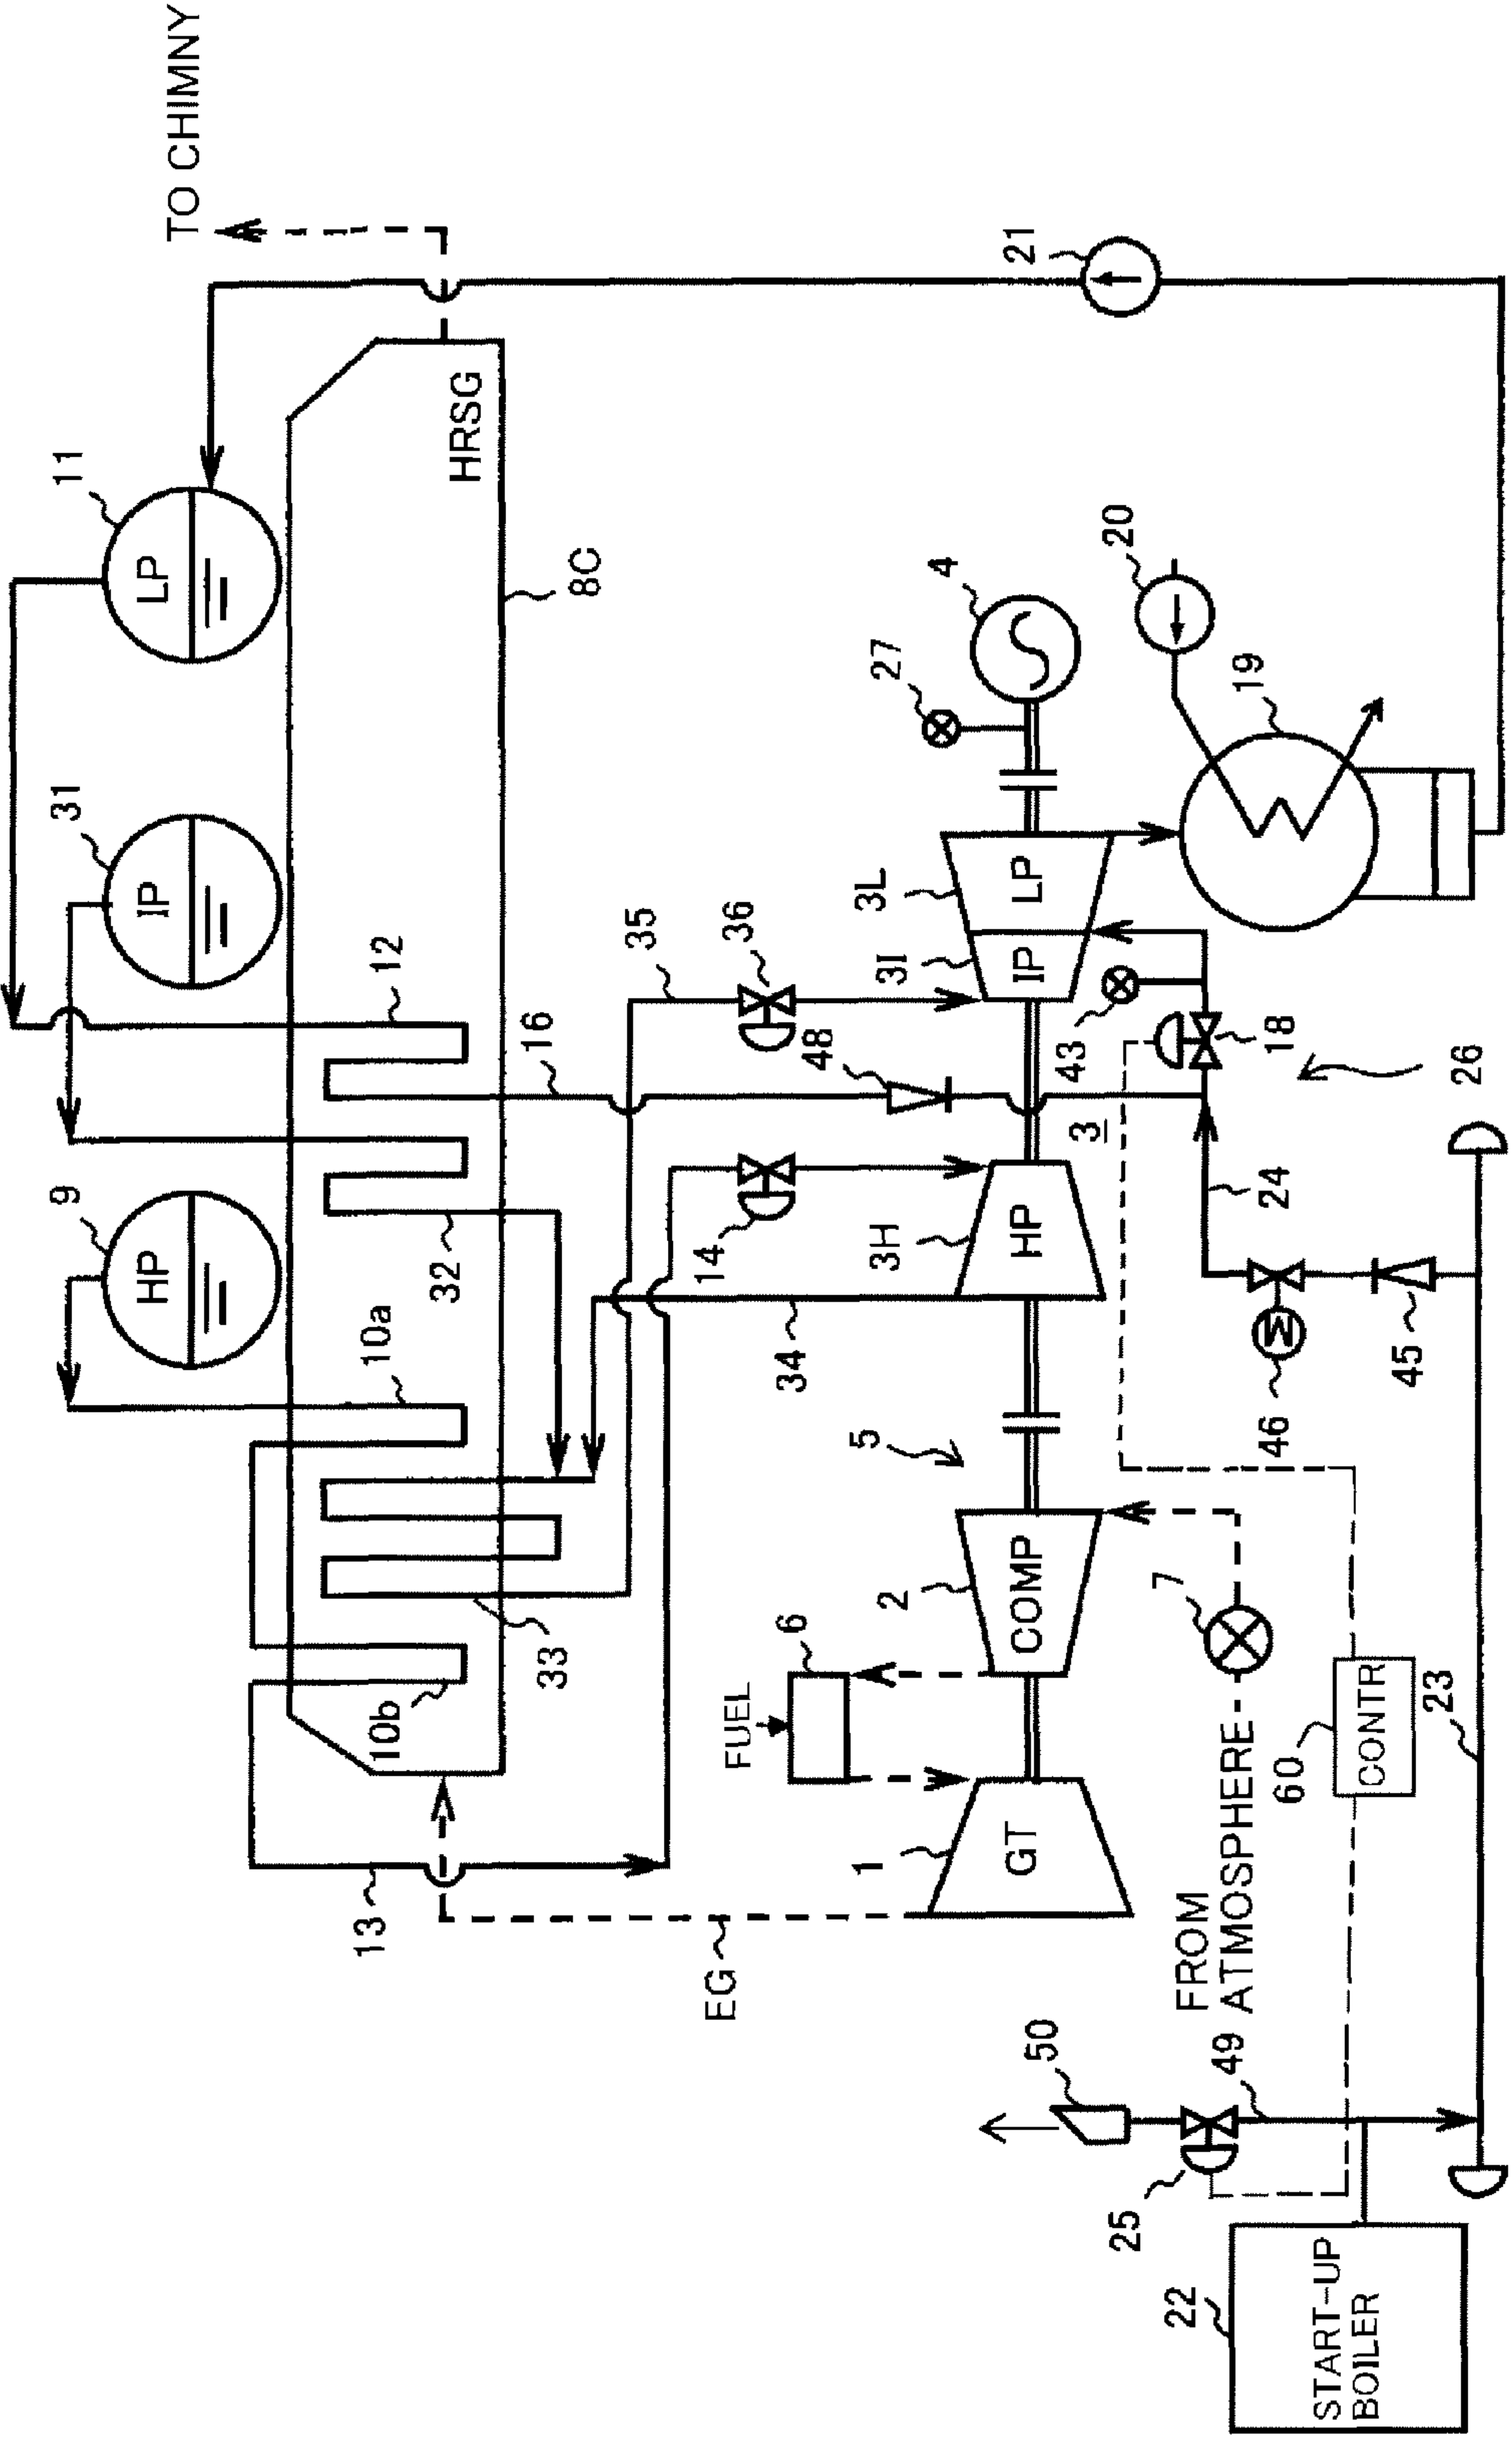 TO CHIMNY
11
LP
31
IP
9
HP
HRSG
8C
12
16
32
10a
33
10b
13
35
36
48
14
34
27
4
20
21
19
3L
LP
3I
IP
43
18
26
3
3H
HP
24
46
45
5
2
COMP
7
6
FUEL
1
GT
EG
FROM
ATMOSPHERE
60
CONTR
23
50
49
25
22
START-UP
BOILER